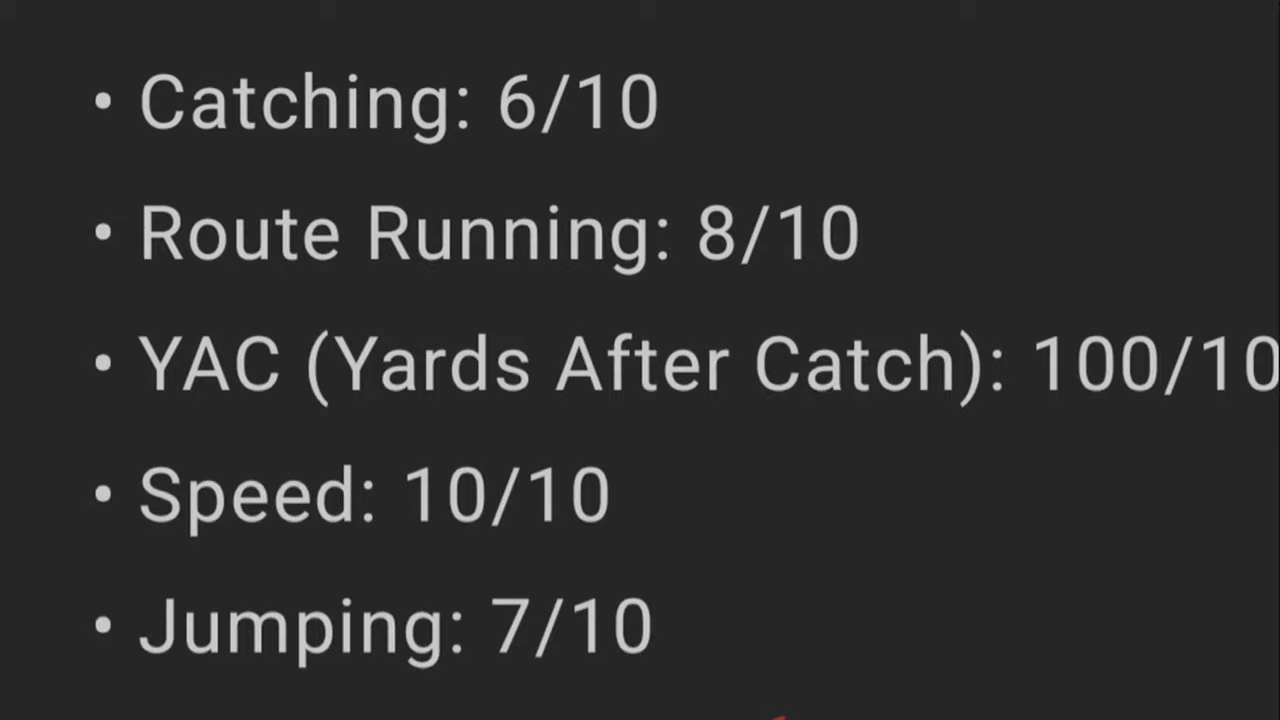 • Catching: 6/10
• Route Running: 8/10
• YAC (Yards After Catch): 100/10
• Speed: 10/10
• Jumping: 7/10